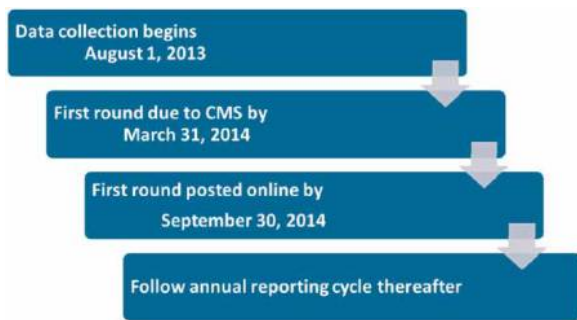 Data collection begins
August 1, 2013
First round due to CMS by
March 31, 2014
First round posted online by
September 30, 2014
Follow annual reporting cycle thereafter